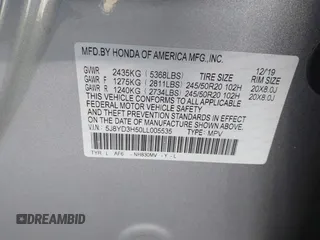 MFD.BY HONDA OF AMERICA MFG.,INC.
12/19
GVWR 2435KG ( 5368LBS) TIRE SIZE RIM SIZE
GAWR F 1275KG ( 2811LBS) 245/50R20 102H 20X8.0J
GAWR R 1240KG ( 2734LBS) 245/50R20 102H 20X8.0J
THIS VEHICLE CONFORMS TO ALL APPLICABLE
FEDERAL MOTOR VEHICLE SAFETY AND
THEFT PREVENTION STANDARDS IN EFFECT ON
THE DATE OF MANUFACTURE SHOWN ABOVE.
V.I.N.: 5J8YD3H50LL005535 TYPE: MPV
NH830MV -Y-L
DREAMBID